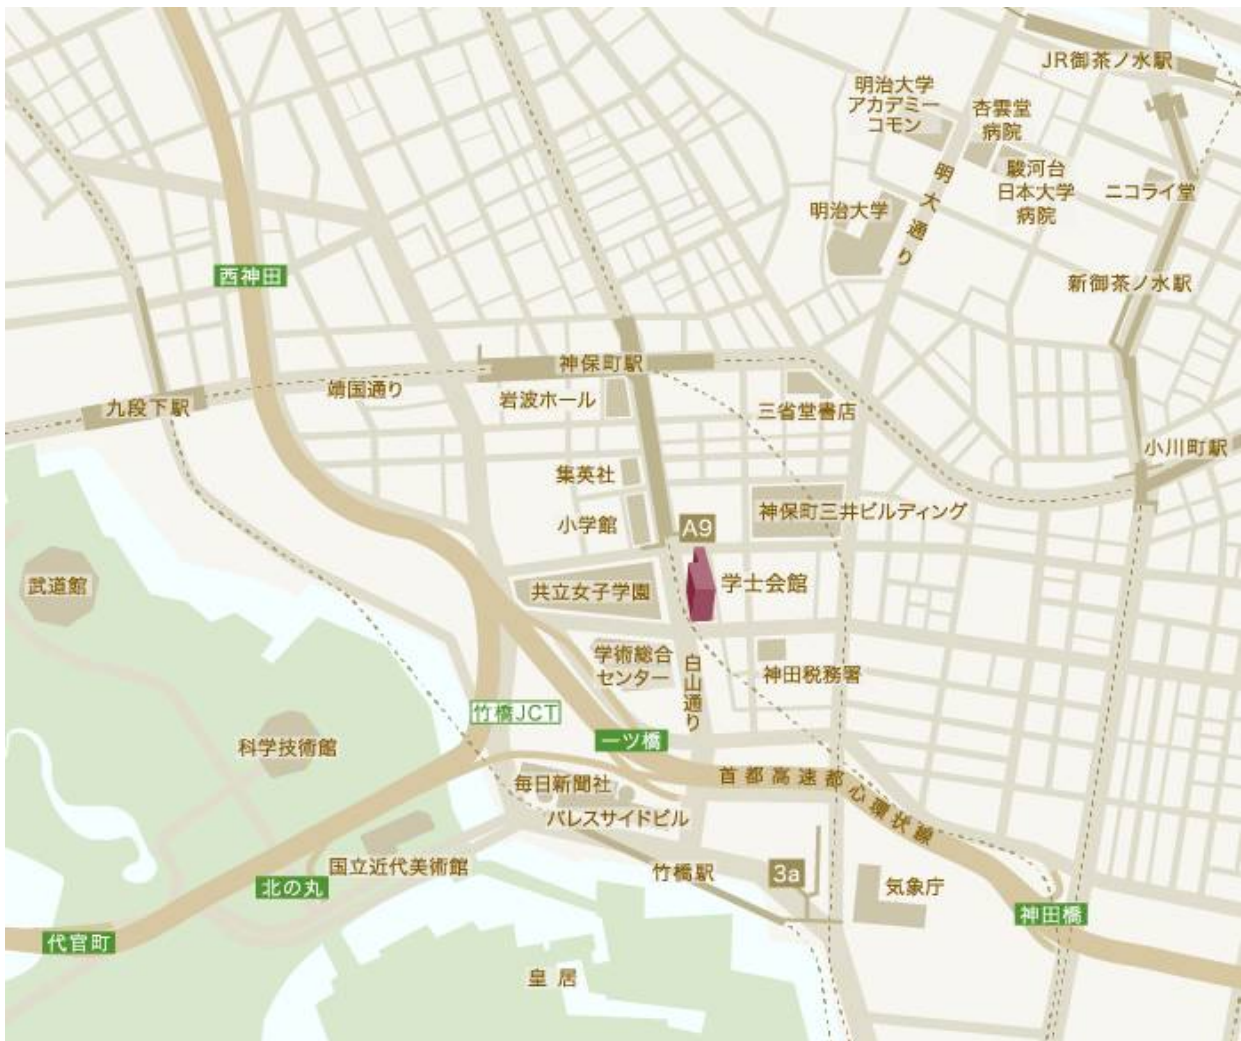 JR御茶ノ水駅
明治大学
アカデミー
コモン
杏雲堂
病院
駿河台
日本大学
病院
ニコライ堂
明大通り
明治大学
西神田
新御茶ノ水駅
神保町駅
靖国通り
岩波ホール
九段下駅
三省堂書店
小川町駅
集英社
神保町三井ビルディング
小学館
A9
武道館
共立女子学園
学士会館
学術総合
センター
白山通り
神田税務署
竹橋JCT
一ツ橋
科学技術館
毎日新聞社
首都高速都心環状線
パレスサイドビル
国立近代美術館
竹橋駅
3a
北の丸
気象庁
神田橋
代官町
皇居